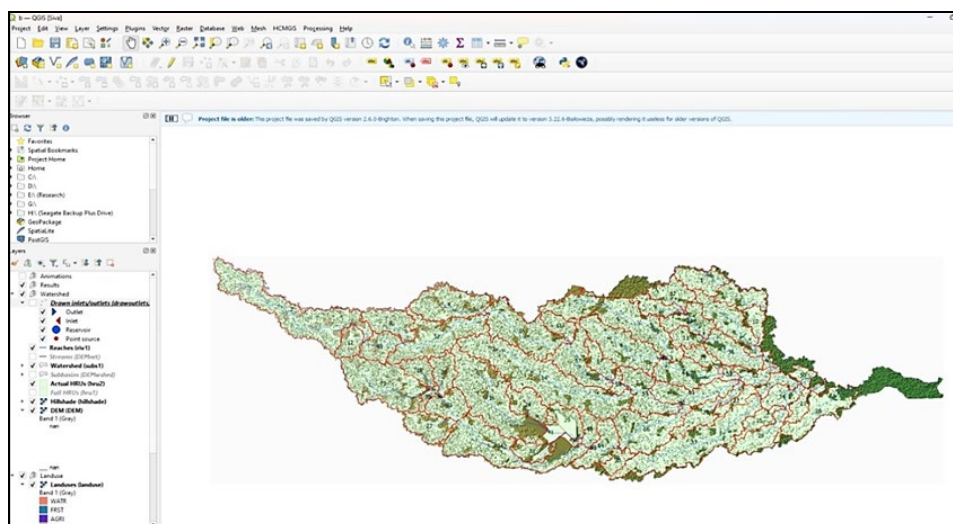 b — QGIS [Siva]
Project Edit View Layer Settings Plugins Vector Raster Database Web Mesh HCMGIS Processing Help
Browser
Project file is older: The project file was saved by QGIS version 2.6.0-Brighton. When saving this project file, QGIS will update it to version 3.22.6-Białowieża, possibly rendering it useless for older versions of QGIS.
Favorites
Spatial Bookmarks
Project Home
Home
C:\
D:\
E:\ (Research)
G:\
H:\ (Seagate Backup Plus Drive)
GeoPackage
SpatiaLite
PostGIS
Layers
Animations
Results
Watershed
Drawn inlets/outlets (drawoutlets
Outlet
Inlet
Reservoir
Point source
Reaches (riv1)
Streams (DEMnet)
Watershed (subs1)
Subbasins (DEMwshed)
Actual HRUs (hru2)
Full HRUs (hru1)
Hillshade (hillshade)
DEM (DEM)
Band 1 (Gray)
nan
nan
Landuse
Landuses (landuse)
Band 1 (Gray)
WATR
FRST
AGRI